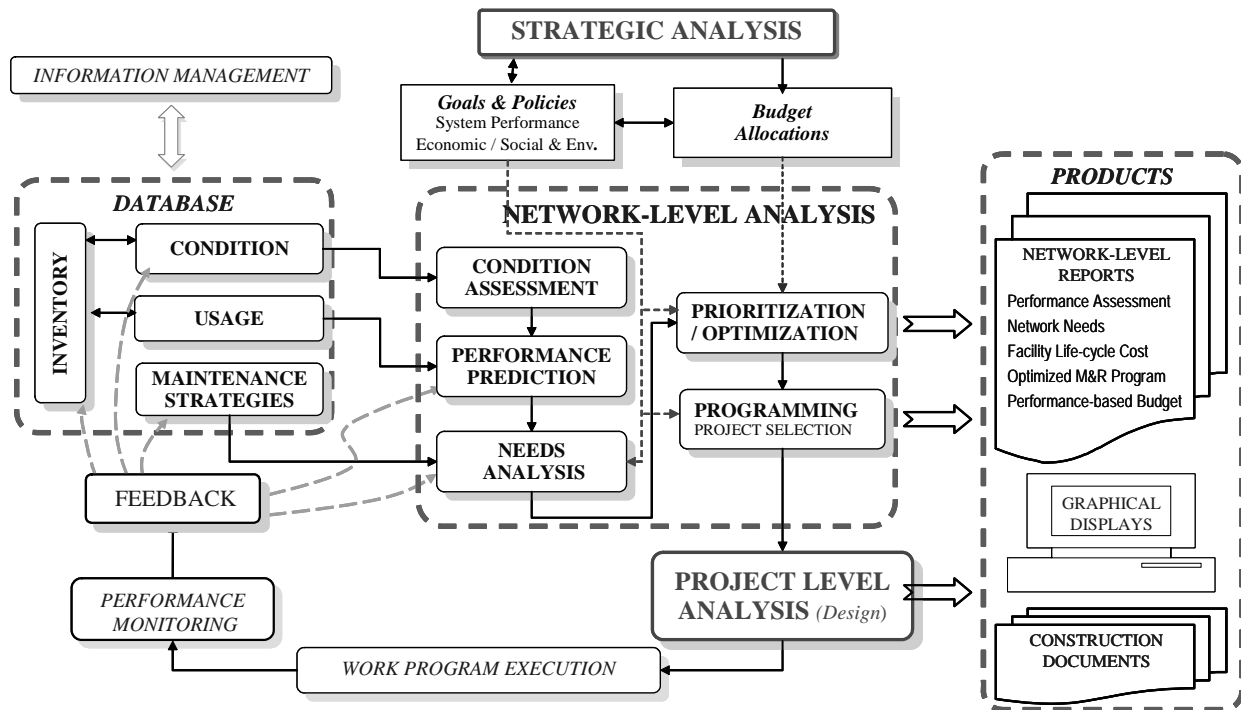 STRATEGIC ANALYSIS
INFORMATION MANAGEMENT
Goals & Policies
System Performance
Economic / Social & Env.
Budget
Allocations
DATABASE
INVENTORY
CONDITION
USAGE
MAINTENANCE
STRATEGIES
NETWORK-LEVEL ANALYSIS
CONDITION
ASSESSMENT
PERFORMANCE
PREDICTION
NEEDS
ANALYSIS
PRIORITIZATION
/ OPTIMIZATION
PROGRAMMING
PROJECT SELECTION
PRODUCTS
NETWORK-LEVEL
REPORTS
Performance Assessment
Network Needs
Facility Life-cycle Cost
Optimized M&R Program
Performance-based Budget
GRAPHICAL
DISPLAYS
CONSTRUCTION
DOCUMENTS
FEEDBACK
PROJECT LEVEL
ANALYSIS (Design)
PERFORMANCE
MONITORING
WORK PROGRAM EXECUTION